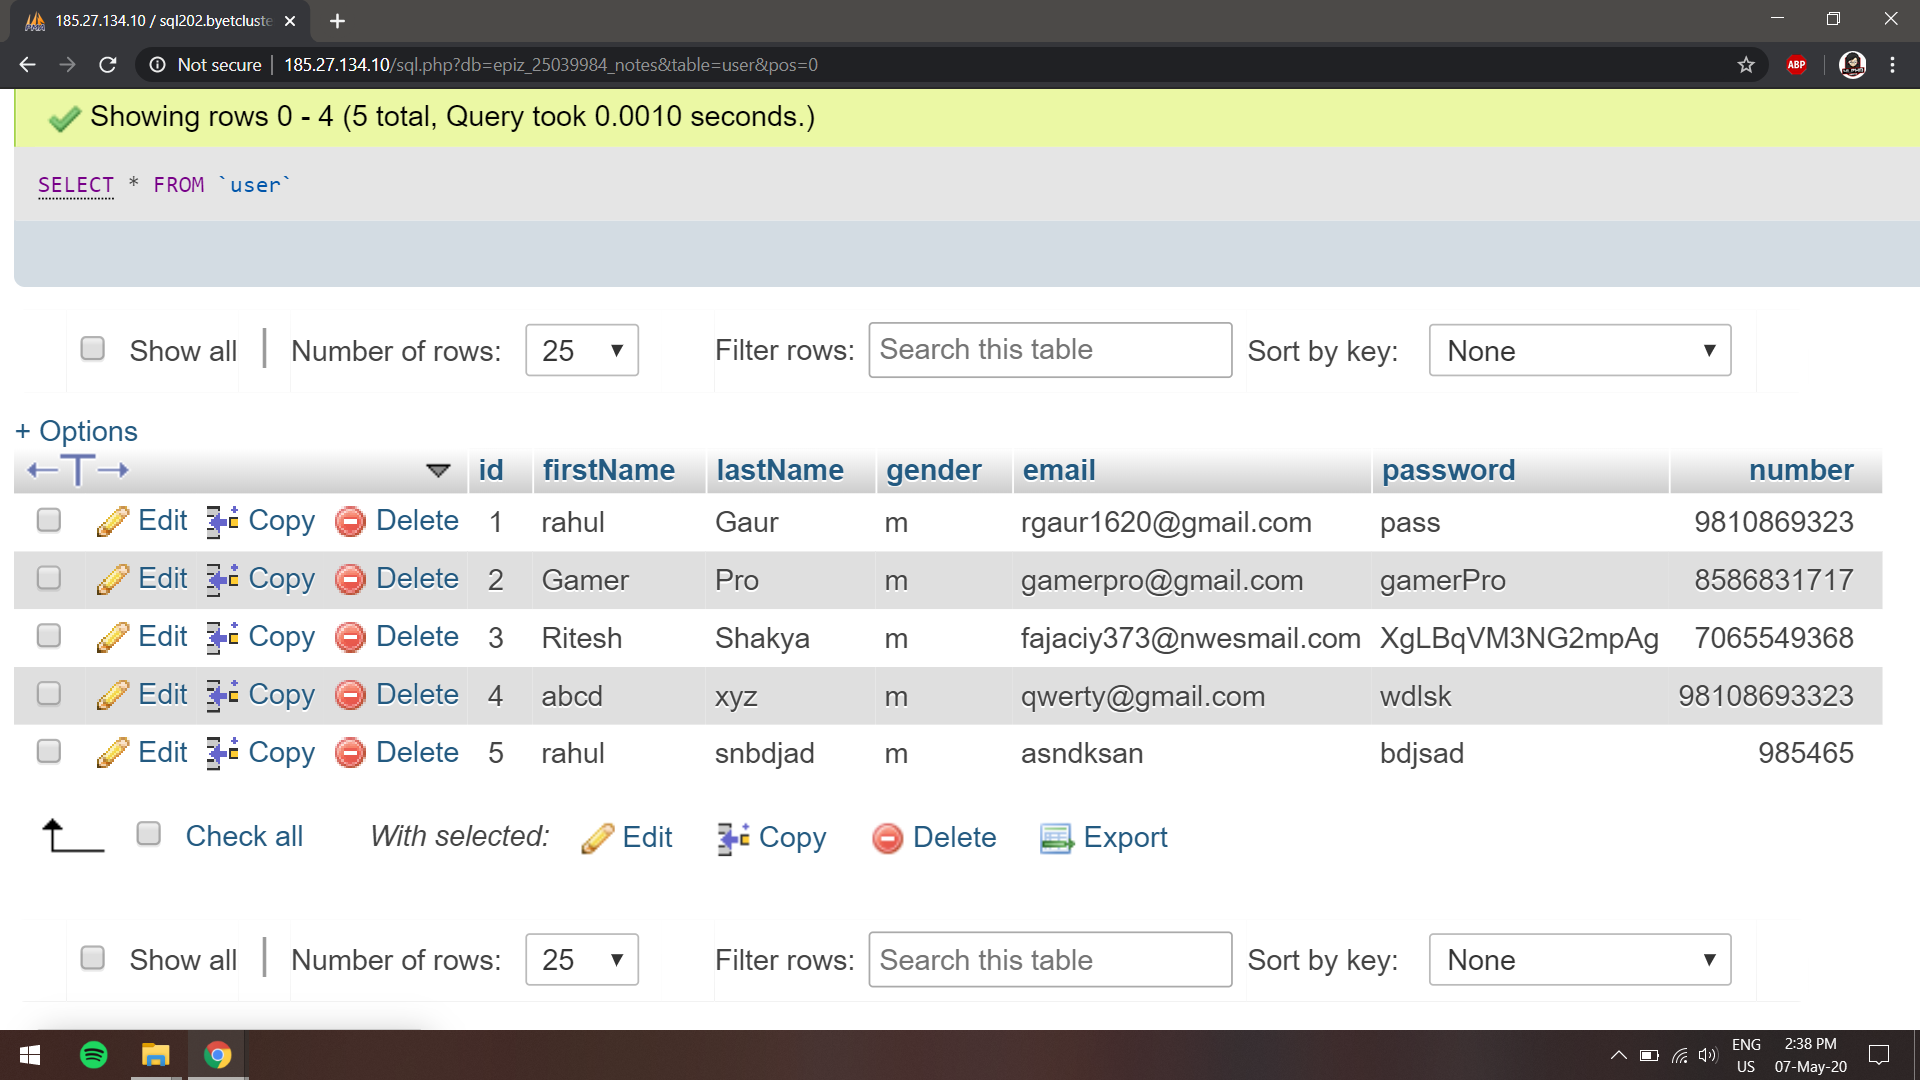 185.27.134.10 / sql202.byetcluste
Not secure 185.27.134.10/sql.php?db=epiz_25039984_notes&table=user&pos=0 ABP
Showing rows 0 - 4 (5 total, Query took 0.0010 seconds.)
SELECT * FROM `user`
Show all Number of rows: 25 Filter rows: Search this table Sort by key: None
+ Options
←T→ id firstName lastName gender email password number
Edit Copy Delete 1 rahul Gaur m rgaur1620@gmail.com pass 9810869323
Edit Copy Delete 2 Gamer Pro m gamerpro@gmail.com gamerPro 8586831717
Edit Copy Delete 3 Ritesh Shakya m fajaciy373@nwesmail.com XgLBqVM3NG2mpAg 7065549368
Edit Copy Delete 4 abcd xyz m qwerty@gmail.com wdlsk 98108693323
Edit Copy Delete 5 rahul snbdjad m asndksan bdjsad 985465
Check all With selected: Edit Copy Delete Export
Show all Number of rows: 25 Filter rows: Search this table Sort by key: None
ENG 2:38 PM
US 07-May-20